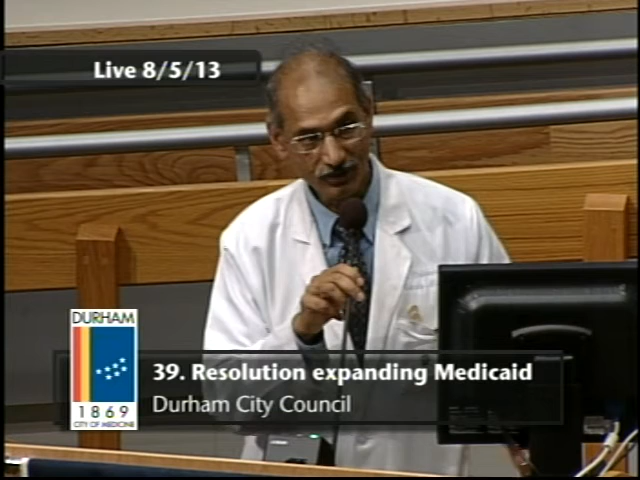 Live 8/5/13
DURHAM
1869
CITY OF MEDICINE
39. Resolution expanding Medicaid
Durham City Council